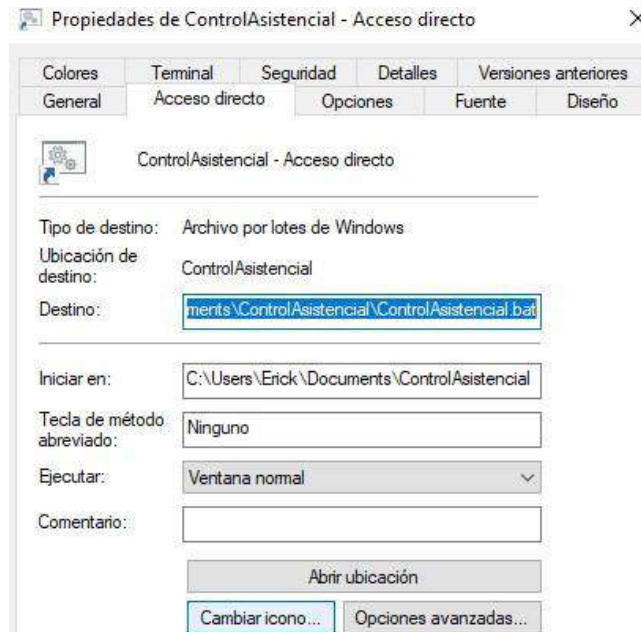 Propiedades de ControlAsistencial - Acceso directo
Colores Terminal Seguridad Detalles Versiones anteriores
General Acceso directo Opciones Fuente Diseño
ControlAsistencial - Acceso directo
Tipo de destino: Archivo por lotes de Windows
Ubicación de
destino: ControlAsistencial
Destino: ments\ControlAsistencial\ControlAsistencial.bat
Iniciar en: C:\Users\Erick\Documents\ControlAsistencial
Tecla de método
abreviado: Ninguno
Ejecutar: Ventana normal
Comentario:
Abrir ubicación
Cambiar icono... Opciones avanzadas...